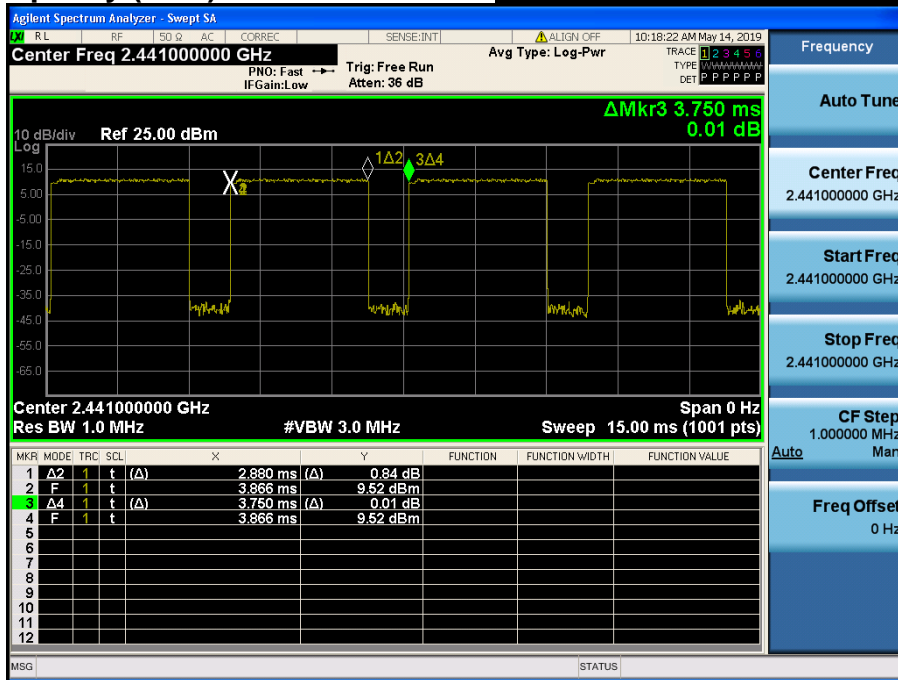 Agilent Spectrum Analyzer - Swept SA
LXI RL RF 50 Ω AC CORREC SENSE:INT ALIGN OFF 10:18:22 AM May 14, 2019
Center Freq 2.441000000 GHz Avg Type: Log-Pwr TRACE 1 2 3 4 5 6
PNO: Fast Trig: Free Run TYPE WWWWWW
IFGain:Low Atten: 36 dB DET P P P P P P
ΔMkr3 3.750 ms
0.01 dB
10 dB/div Ref 25.00 dBm
Log
1Δ2 3Δ4
15.0
5.00
-5.00
-15.0
-25.0
-35.0
-45.0
-55.0
-65.0
Center 2.441000000 GHz Span 0 Hz
Res BW 1.0 MHz #VBW 3.0 MHz Sweep 15.00 ms (1001 pts)
MKR MODE TRC SCL X Y FUNCTION FUNCTION WIDTH FUNCTION VALUE
1 Δ2 1 t (Δ) 2.880 ms (Δ) 0.84 dB
2 F 1 t 3.866 ms 9.52 dBm
3 Δ4 1 t (Δ) 3.750 ms (Δ) 0.01 dB
4 F 1 t 3.866 ms 9.52 dBm
5
6
7
8
9
10
11
12
MSG STATUS
Frequency
Auto Tune
Center Freq
2.441000000 GHz
Start Freq
2.441000000 GHz
Stop Freq
2.441000000 GHz
CF Step
1.000000 MHz
Auto Man
Freq Offset
0 Hz